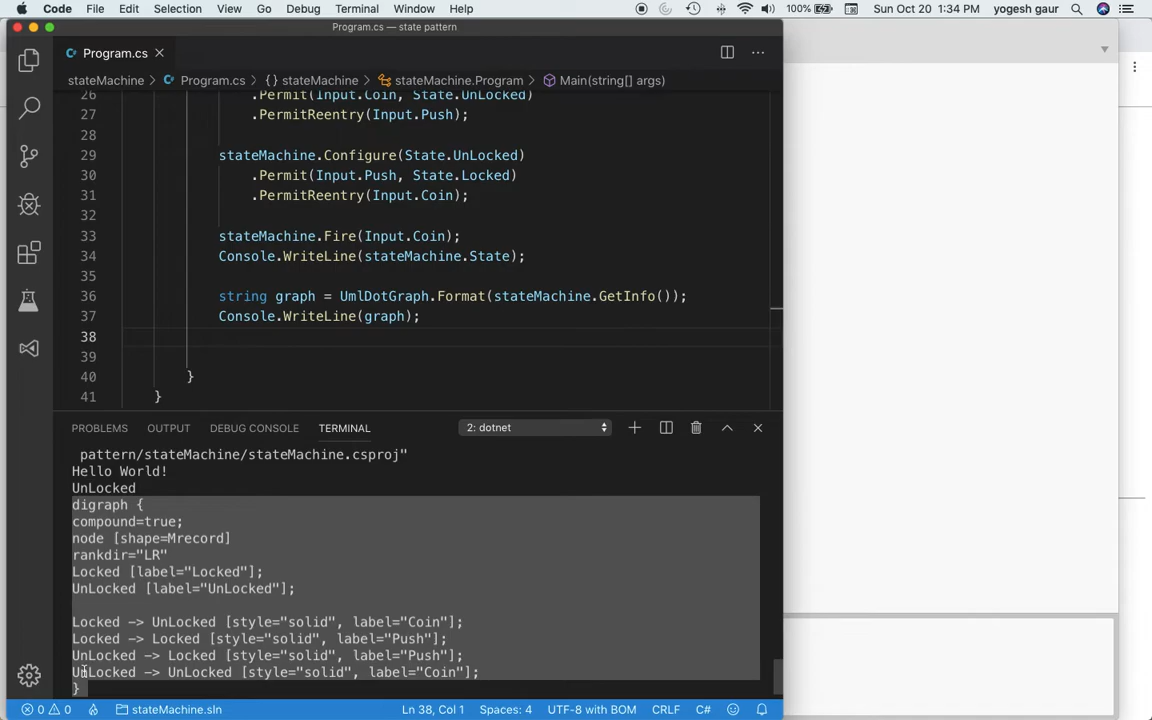 Code File Edit Selection View Go Debug Terminal Window Help 100% Sun Oct 20 1:34 PM yogesh gaur
Program.cs — state pattern
C# Program.cs
stateMachine > C# Program.cs > {} stateMachine > stateMachine.Program > Main(string[] args)
26 .Permit(Input.Coin, State.UnLocked)
27 .PermitReentry(Input.Push);
28
29 stateMachine.Configure(State.UnLocked)
30 .Permit(Input.Push, State.Locked)
31 .PermitReentry(Input.Coin);
32
33 stateMachine.Fire(Input.Coin);
34 Console.WriteLine(stateMachine.State);
35
36 string graph = UmlDotGraph.Format(stateMachine.GetInfo());
37 Console.WriteLine(graph);
38
39
40 }
41 }
PROBLEMS OUTPUT DEBUG CONSOLE TERMINAL 2: dotnet
pattern/stateMachine/stateMachine.csproj"
Hello World!
UnLocked
digraph {
compound=true;
node [shape=Mrecord]
rankdir="LR"
Locked [label="Locked"];
UnLocked [label="UnLocked"];
Locked -> UnLocked [style="solid", label="Coin"];
Locked -> Locked [style="solid", label="Push"];
UnLocked -> Locked [style="solid", label="Push"];
UnLocked -> UnLocked [style="solid", label="Coin"];
}
0 0 stateMachine.sln Ln 38, Col 1 Spaces: 4 UTF-8 with BOM CRLF C#